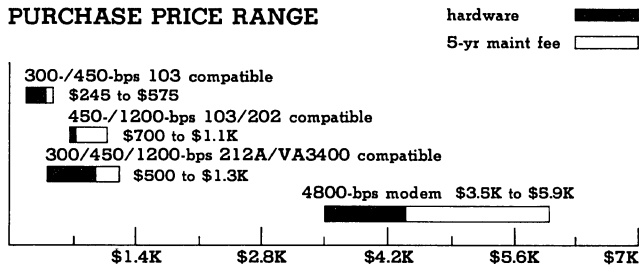 PURCHASE PRICE RANGE
hardware
5-yr maint fee
300-/450-bps 103 compatible
$245 to $575
450-/1200-bps 103/202 compatible
$700 to $1.1K
300/450/1200-bps 212A/VA3400 compatible
$500 to $1.3K
4800-bps modem $3.5K to $5.9K
$1.4K $2.8K $4.2K $5.6K $7K